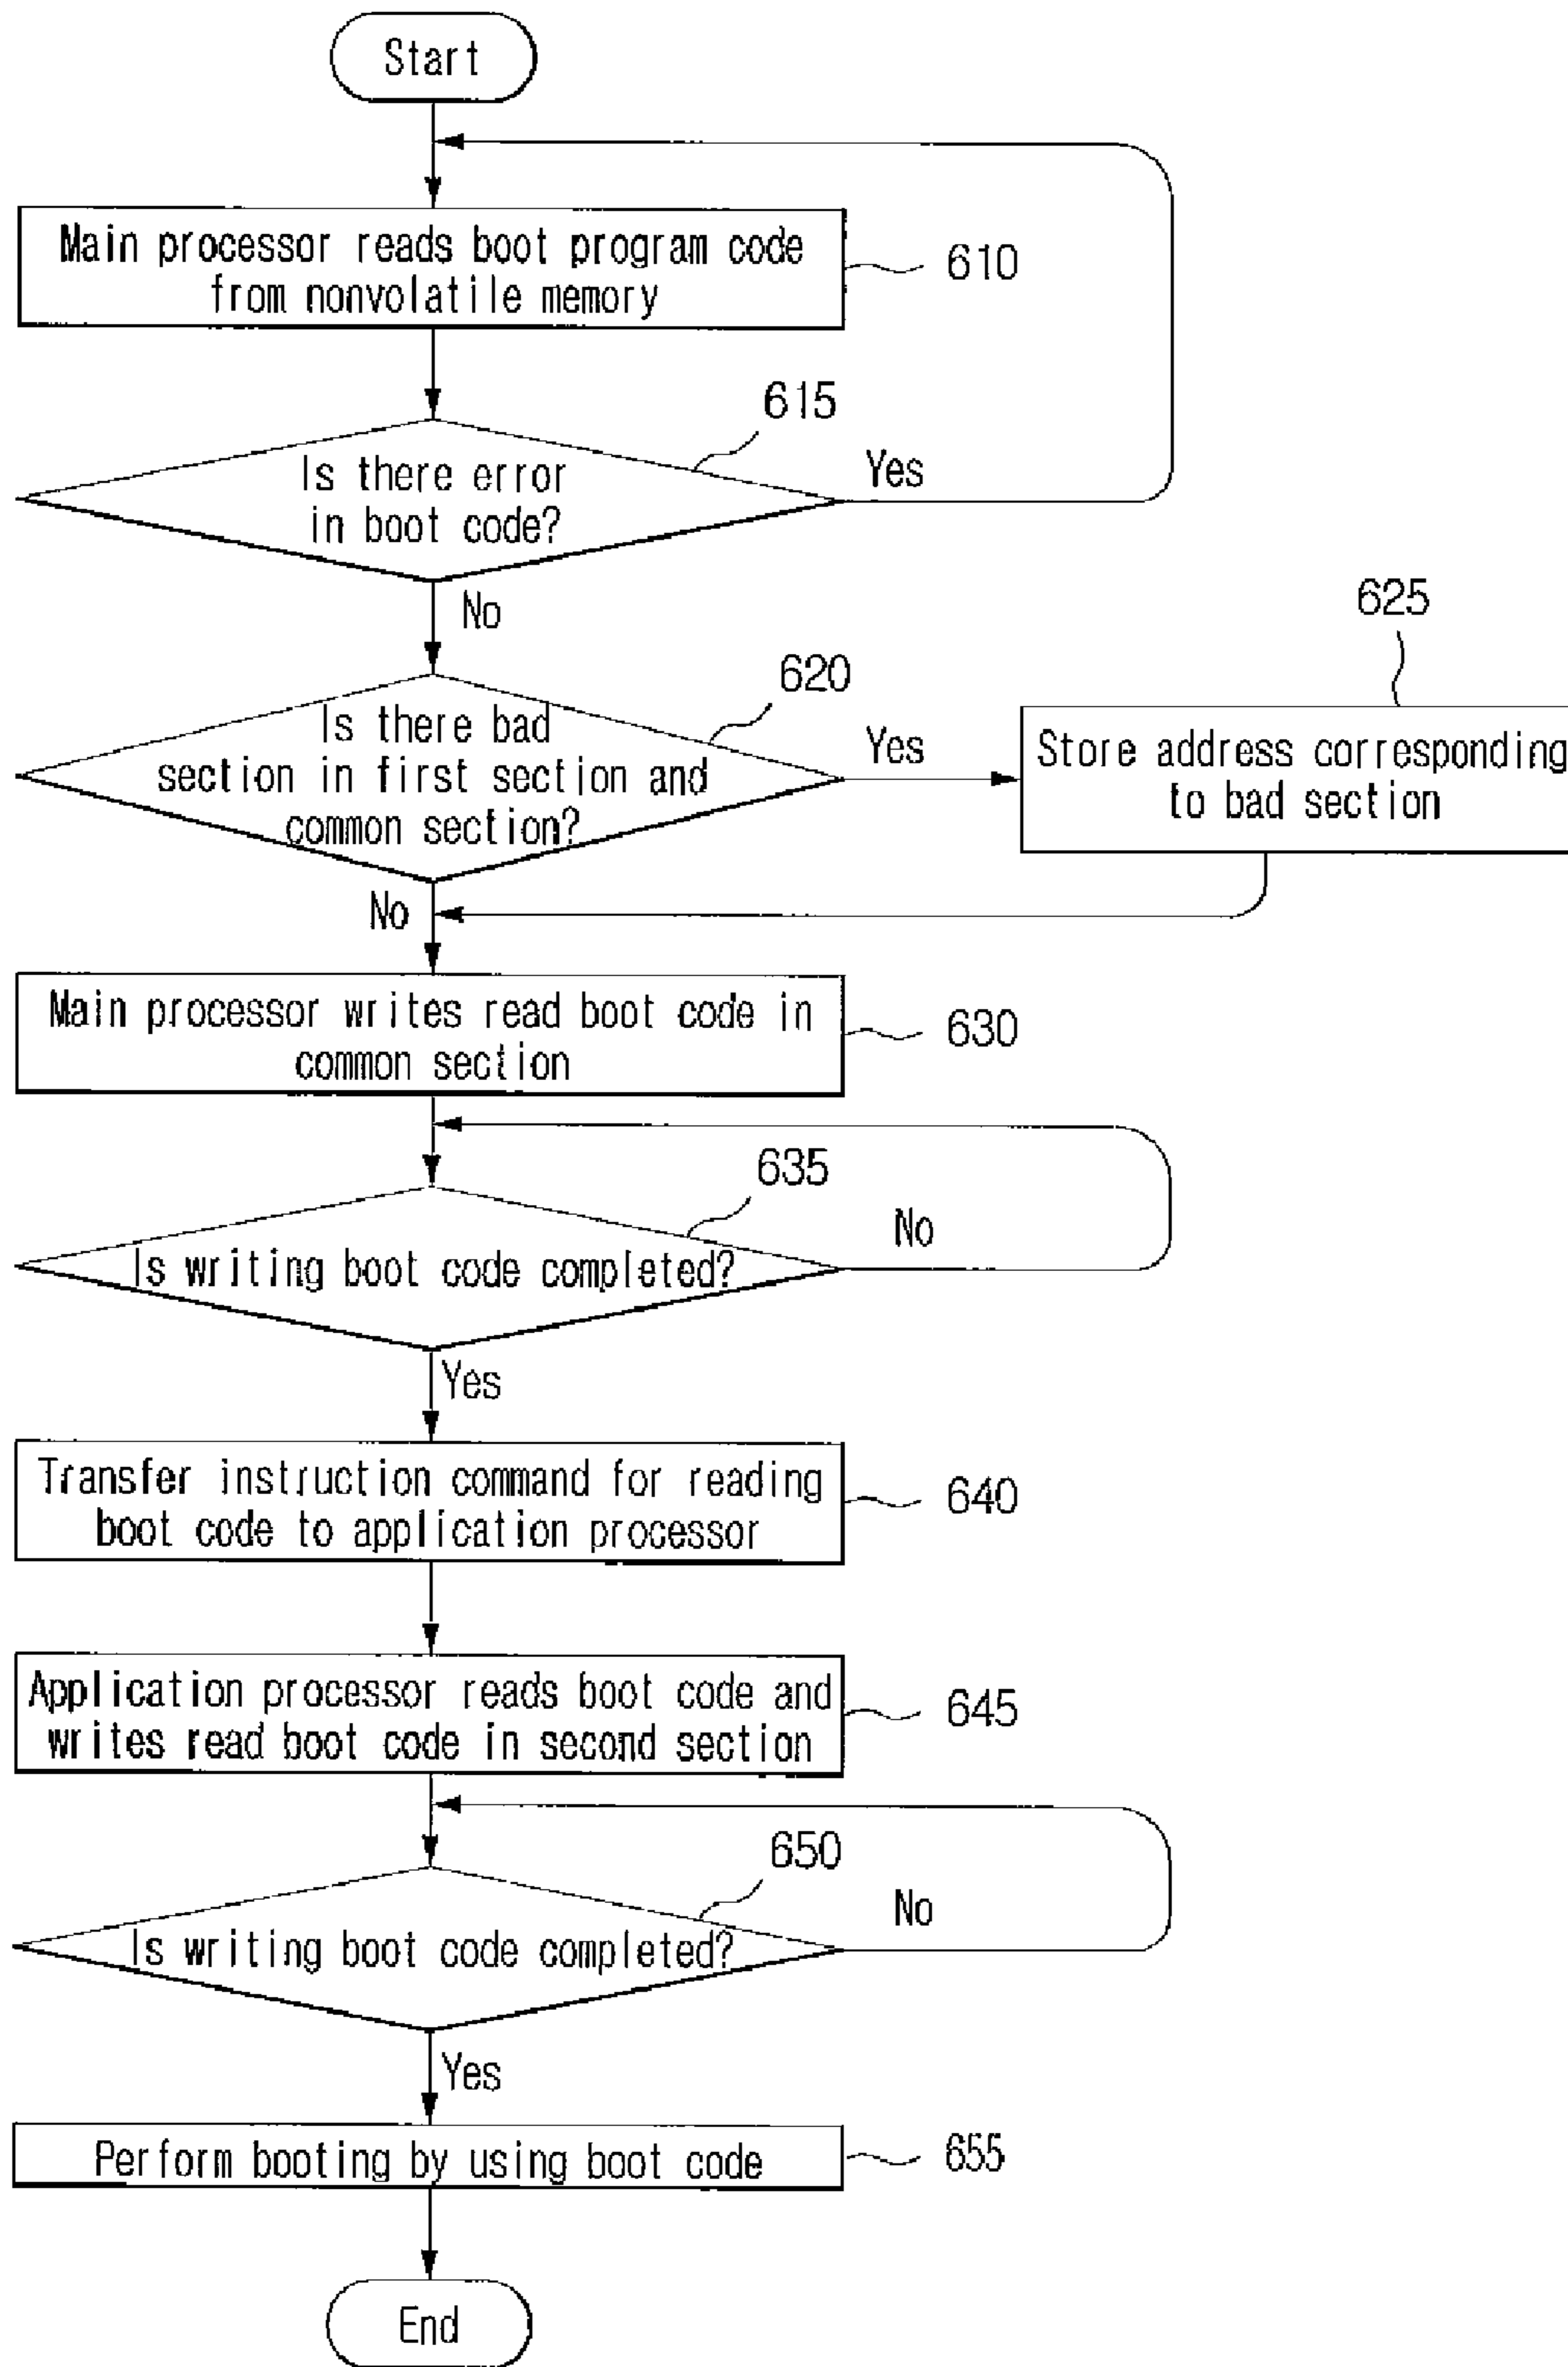 Start
Main processor reads boot program code
from nonvolatile memory
610
615
Is there error
in boot code?
Yes
No
625
620
Is there bad
section in first section and
common section?
Yes
Store address corresponding
to bad section
No
Main processor writes read boot code in
common section
630
635
No
Is writing boot code completed?
Yes
Transfer instruction command for reading
boot code to application processor
640
Application processor reads boot code and
writes read boot code in second section
645
650
No
Is writing boot code completed?
Yes
Perform booting by using boot code
655
End